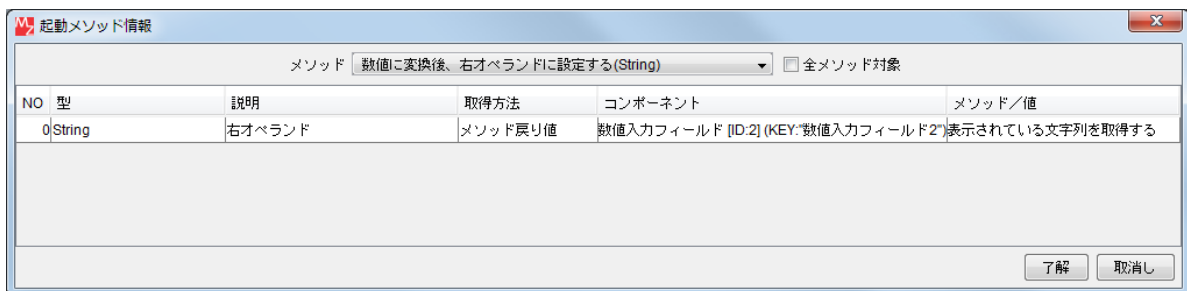 起動メソッド情報
メソッド 数値に変換後、右オペランドに設定する(String) 全メソッド対象
NO 型 説明 取得方法 コンポーネント メソッド／値
0 String 右オペランド メソッド戻り値 数値入力フィールド [ID:2] (KEY:"数値入力フィールド2") 表示されている文字列を取得する
了解 取消し